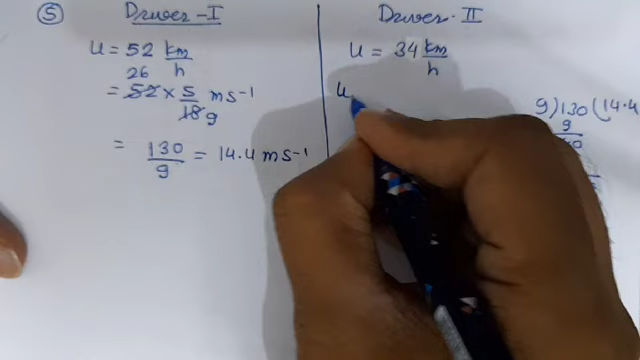 ⑤ Driver-I
U = 52 km/h
= 52 × 5/18 ms⁻¹
26
9
= 130/9 = 14.4 ms⁻¹
Driver-II
U = 34 km/h
U
9)130(14.4
9